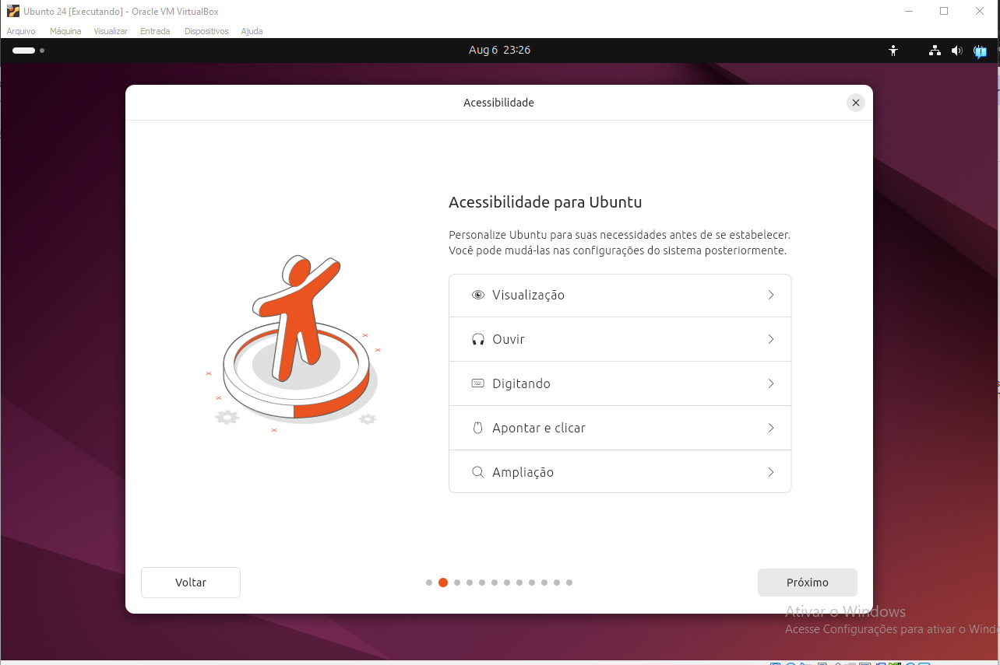 Ubunto 24 [Executando] - Oracle VM VirtualBox
Arquivo Máquina Visualizar Entrada Dispositivos Ajuda
Aug 6 23:26
Acessibilidade
Acessibilidade para Ubuntu
Personalize Ubuntu para suas necessidades antes de se estabelecer.
Você pode mudá-las nas configurações do sistema posteriormente.
Visualização
Ouvir
Digitando
Apontar e clicar
Ampliação
Voltar
Próximo
Ativar o Windows
Acesse Configurações para ativar o Wind